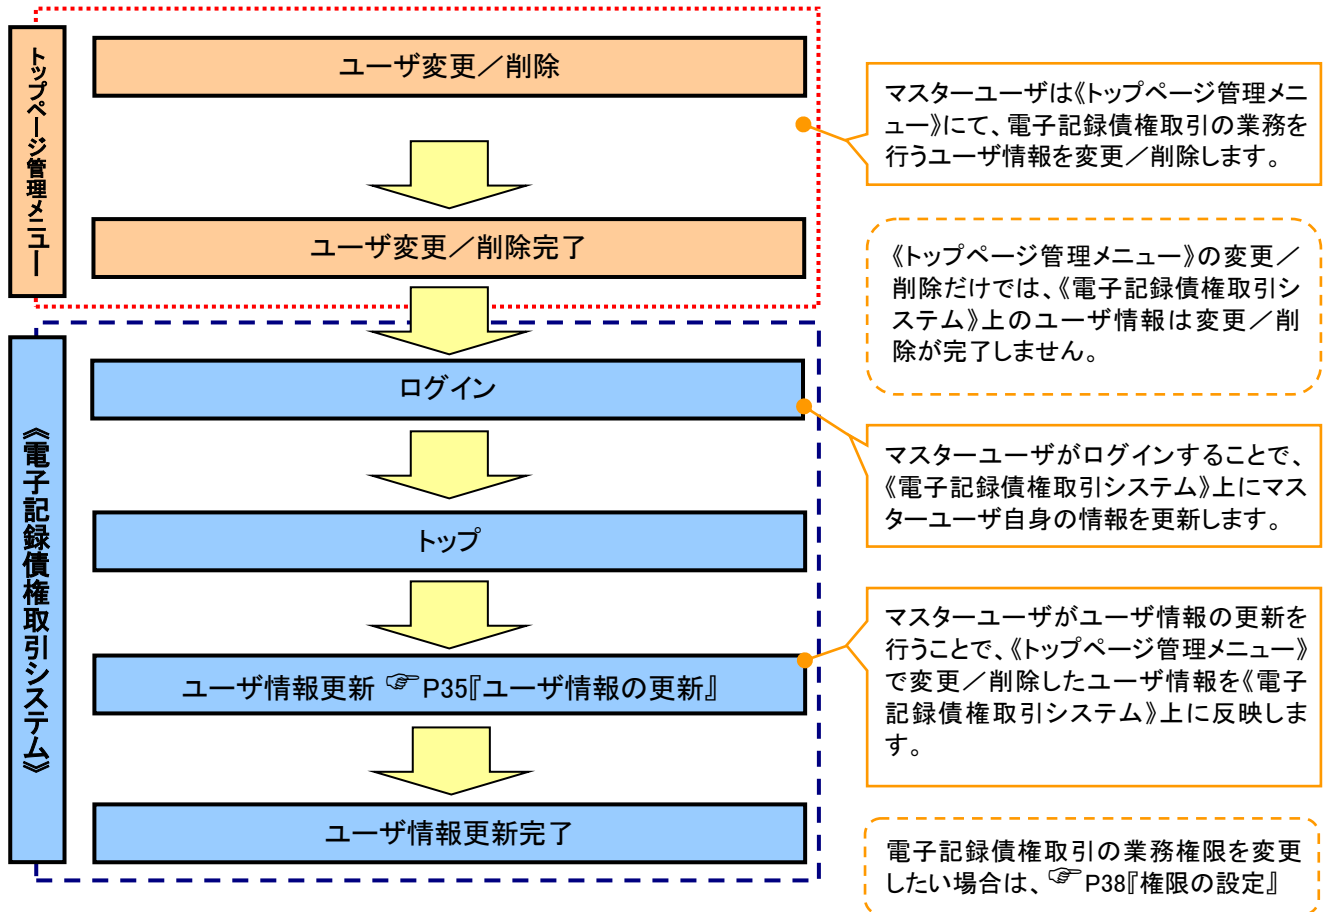 トップページ管理メニュー
ユーザ変更／削除
マスターユーザは《トップページ管理メニ
ュー》にて、電子記録債権取引の業務を
行うユーザ情報を変更／削除します。
ユーザ変更／削除完了
《トップページ管理メニュー》の変更／
削除だけでは、《電子記録債権取引シ
ステム》上のユーザ情報は変更／削
除が完了しません。
《電子記録債権取引システム》
ログイン
マスターユーザがログインすることで、
《電子記録債権取引システム》上にマス
ターユーザ自身の情報を更新します。
トップ
マスターユーザがユーザ情報の更新を
行うことで、《トップページ管理メニュー》
で変更／削除したユーザ情報を《電子
記録債権取引システム》上に反映しま
す。
ユーザ情報更新 ☞P35『ユーザ情報の更新』
ユーザ情報更新完了
電子記録債権取引の業務権限を変更
したい場合は、☞P38『権限の設定』